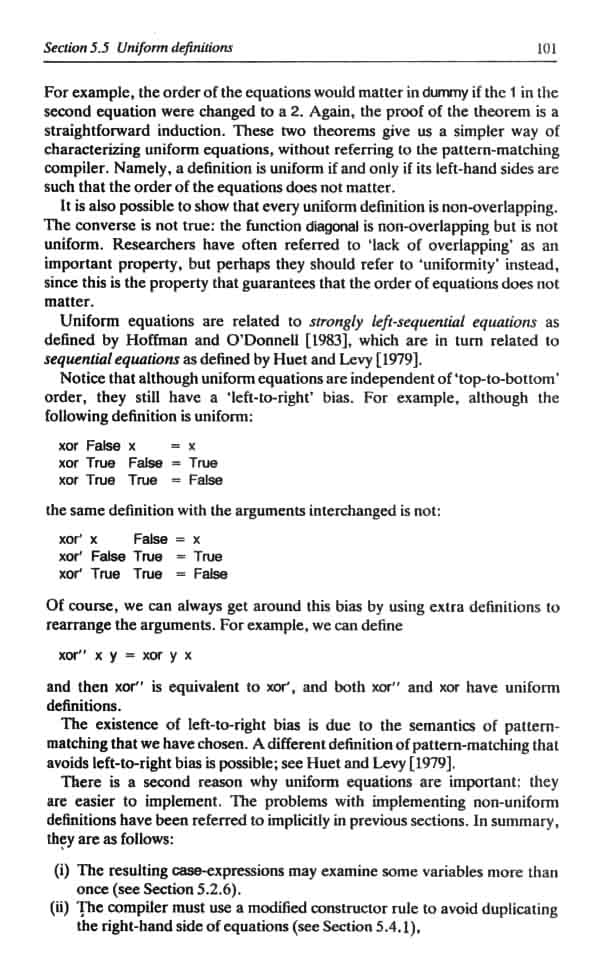 Section 5.5 Uniform definitions 101
For example, the order of the equations would matter in dummy if the 1 in the
second equation were changed to a 2. Again, the proof of the theorem is a
straightforward induction. These two theorems give us a simpler way of
characterizing uniform equations, without referring to the pattern-matching
compiler. Namely, a definition is uniform if and only if its left-hand sides are
such that the order of the equations does not matter.
It is also possible to show that every uniform definition is non-overlapping.
The converse is not true: the function diagonal is non-overlapping but is not
uniform. Researchers have often referred to 'lack of overlapping' as an
important property, but perhaps they should refer to 'uniformity' instead,
since this is the property that guarantees that the order of equations does not
matter.
Uniform equations are related to strongly left-sequential equations as
defined by Hoffman and O'Donnell [1983], which are in turn related to
sequential equations as defined by Huet and Levy [1979].
Notice that although uniform equations are independent of 'top-to-bottom'
order, they still have a 'left-to-right' bias. For example, although the
following definition is uniform:
xor False x = x
xor True False = True
xor True True = False
the same definition with the arguments interchanged is not:
xor' x False = x
xor' False True = True
xor' True True = False
Of course, we can always get around this bias by using extra definitions to
rearrange the arguments. For example, we can define
xor'' x y = xor y x
and then xor'' is equivalent to xor', and both xor'' and xor have uniform
definitions.
The existence of left-to-right bias is due to the semantics of pattern-
matching that we have chosen. A different definition of pattern-matching that
avoids left-to-right bias is possible; see Huet and Levy [1979].
There is a second reason why uniform equations are important: they
are easier to implement. The problems with implementing non-uniform
definitions have been referred to implicitly in previous sections. In summary,
they are as follows:
(i) The resulting case-expressions may examine some variables more than
once (see Section 5.2.6).
(ii) The compiler must use a modified constructor rule to avoid duplicating
the right-hand side of equations (see Section 5.4.1),